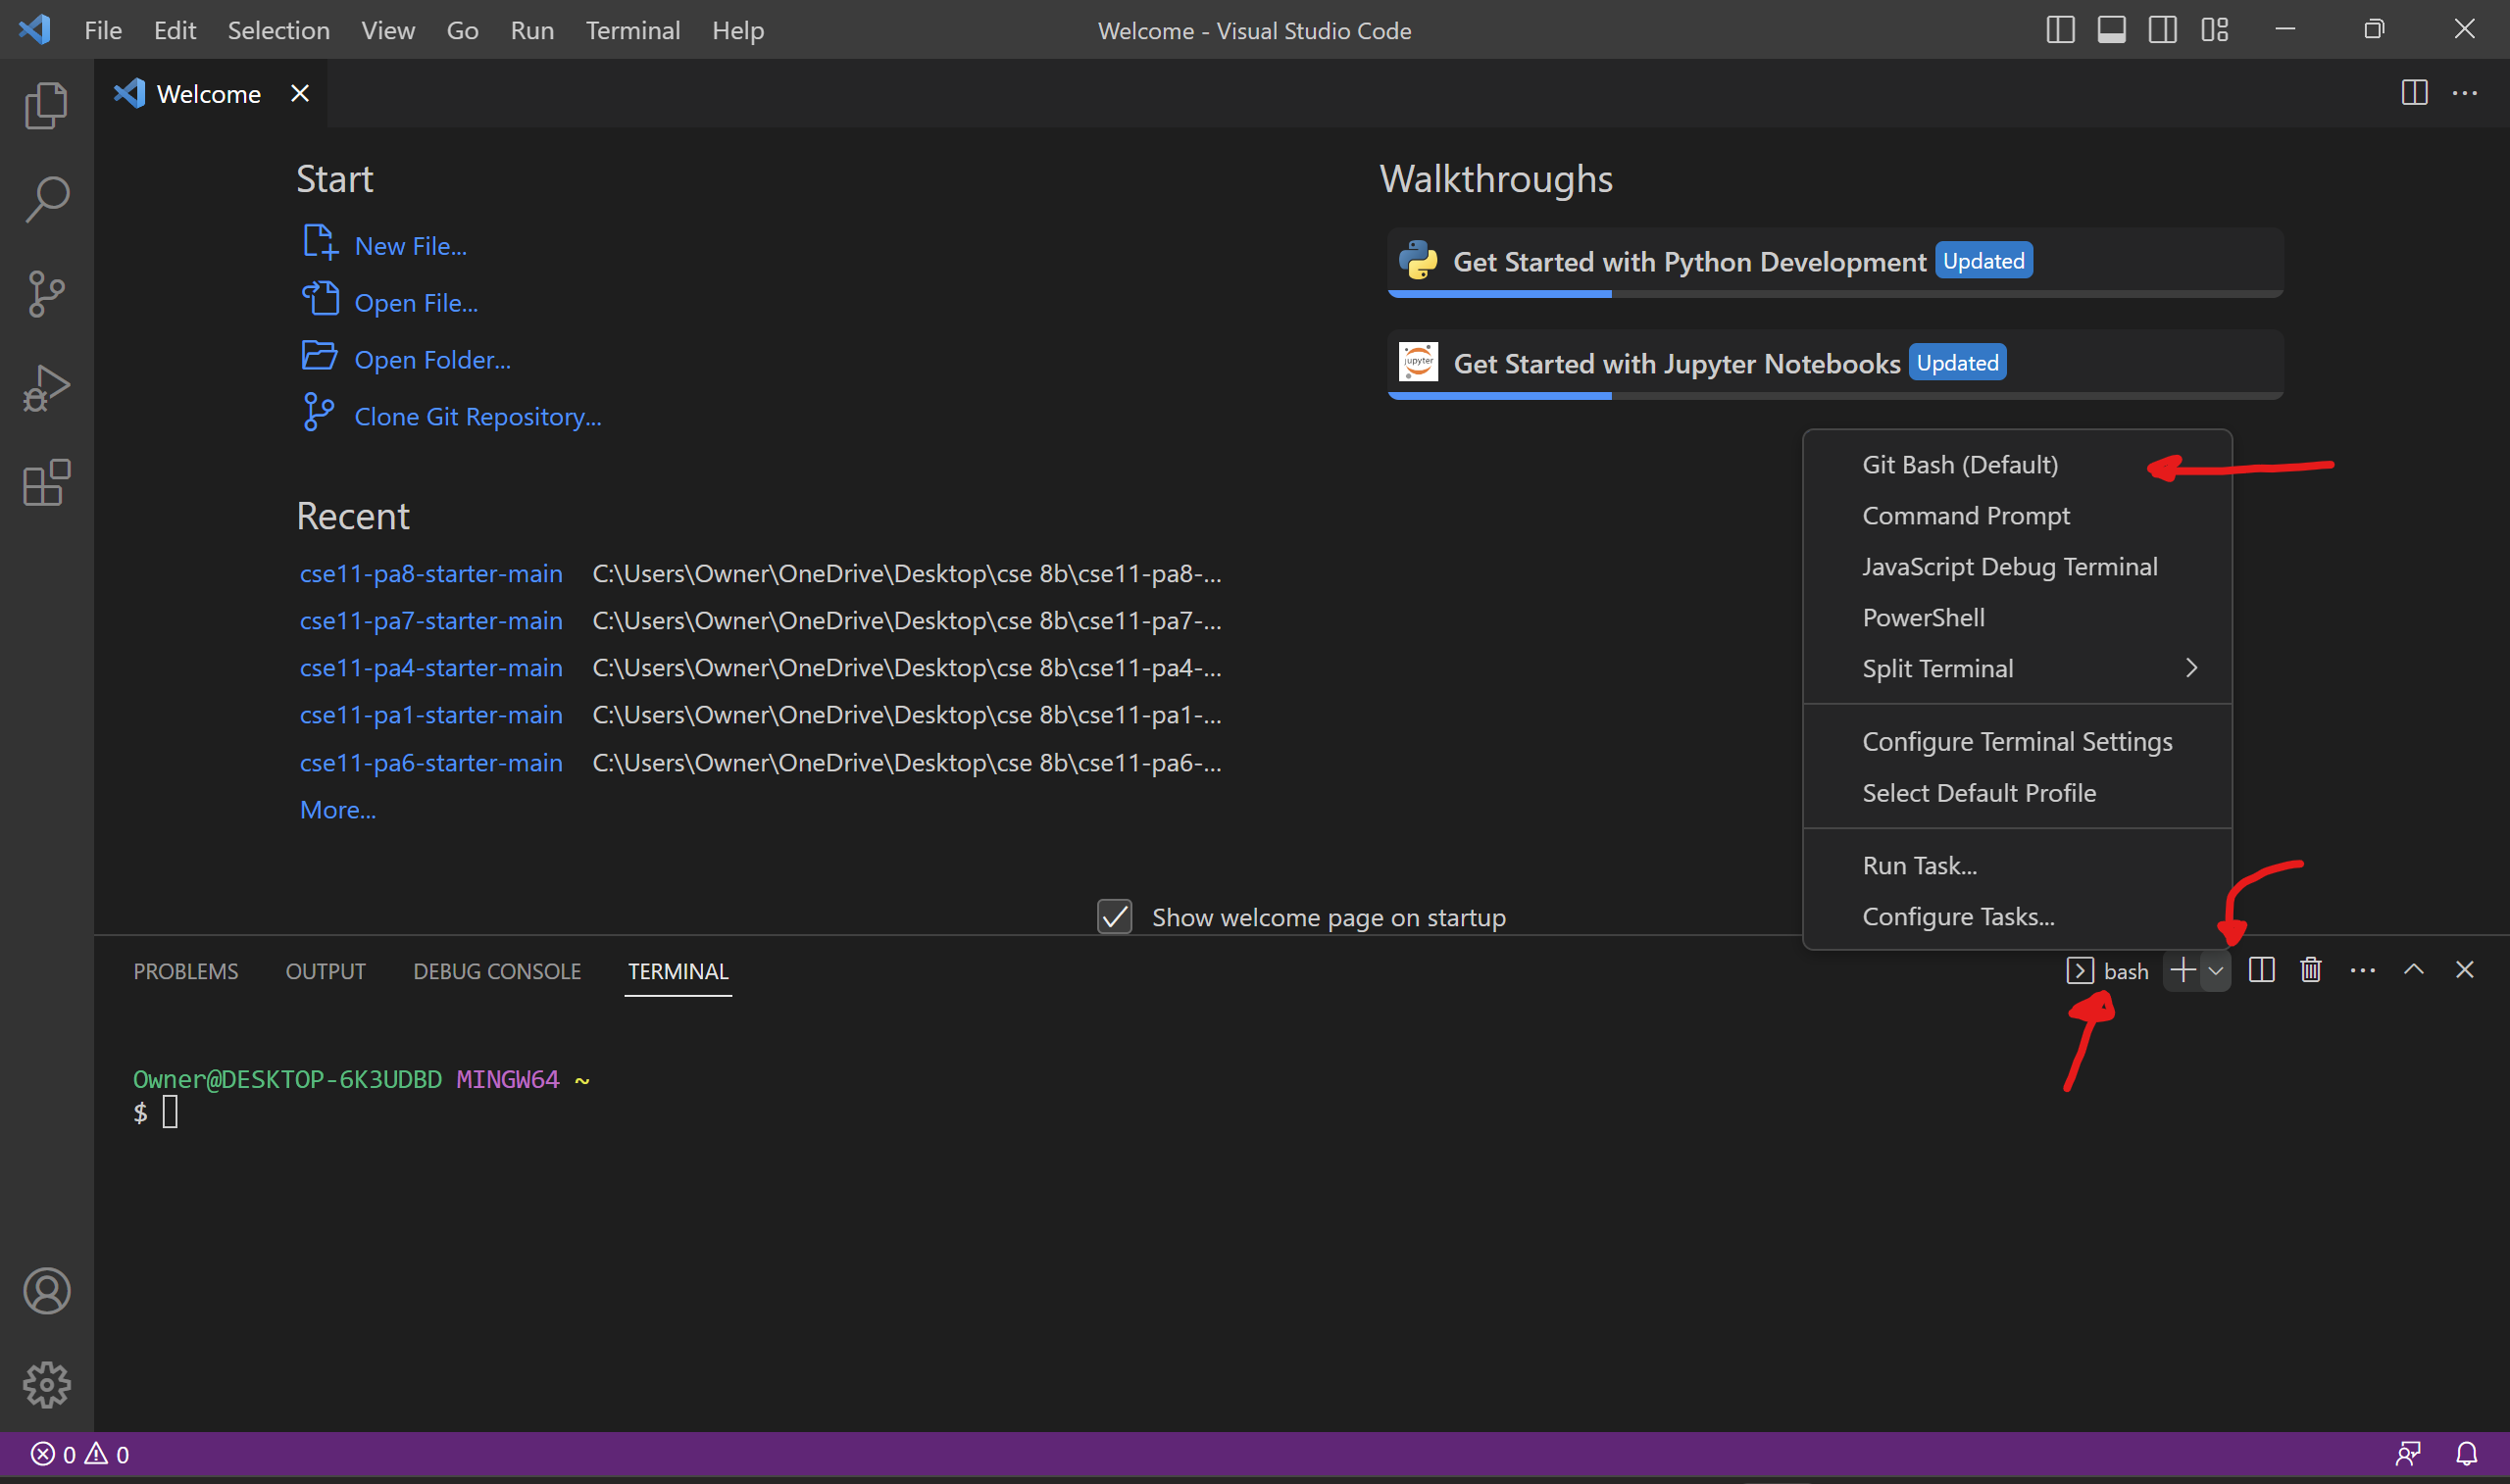 File Edit Selection View Go Run Terminal Help Welcome - Visual Studio Code
Welcome
Start
New File...
Open File...
Open Folder...
Clone Git Repository...
Recent
cse11-pa8-starter-main C:\Users\Owner\OneDrive\Desktop\cse 8b\cse11-pa8-...
cse11-pa7-starter-main C:\Users\Owner\OneDrive\Desktop\cse 8b\cse11-pa7-...
cse11-pa4-starter-main C:\Users\Owner\OneDrive\Desktop\cse 8b\cse11-pa4-...
cse11-pa1-starter-main C:\Users\Owner\OneDrive\Desktop\cse 8b\cse11-pa1-...
cse11-pa6-starter-main C:\Users\Owner\OneDrive\Desktop\cse 8b\cse11-pa6-...
More...
Walkthroughs
Get Started with Python Development Updated
jupyter
Get Started with Jupyter Notebooks Updated
Git Bash (Default)
Command Prompt
JavaScript Debug Terminal
PowerShell
Split Terminal
Configure Terminal Settings
Select Default Profile
Run Task...
Configure Tasks...
Show welcome page on startup
PROBLEMS OUTPUT DEBUG CONSOLE TERMINAL bash
Owner@DESKTOP-6K3UDBD MINGW64 ~
$
0 0